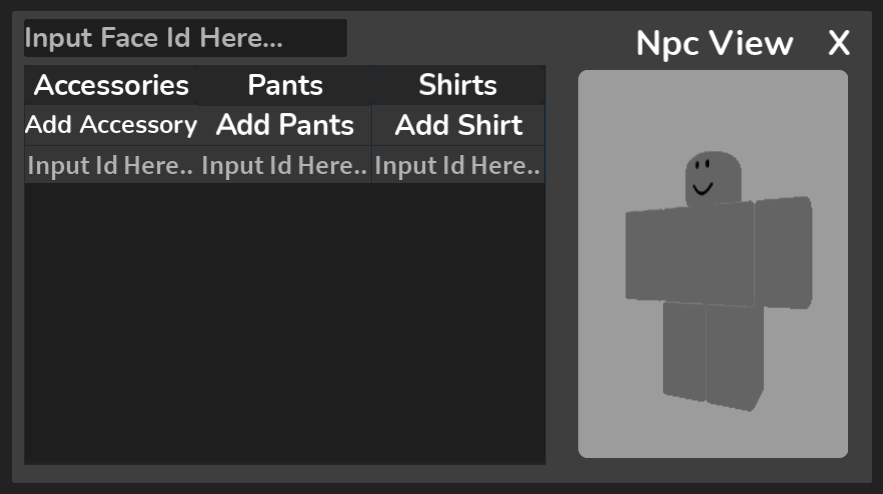 Input Face Id Here...
Npc View X
Accessories Pants Shirts
Add Accessory Add Pants Add Shirt
Input Id Here.. Input Id Here.. Input Id Here..